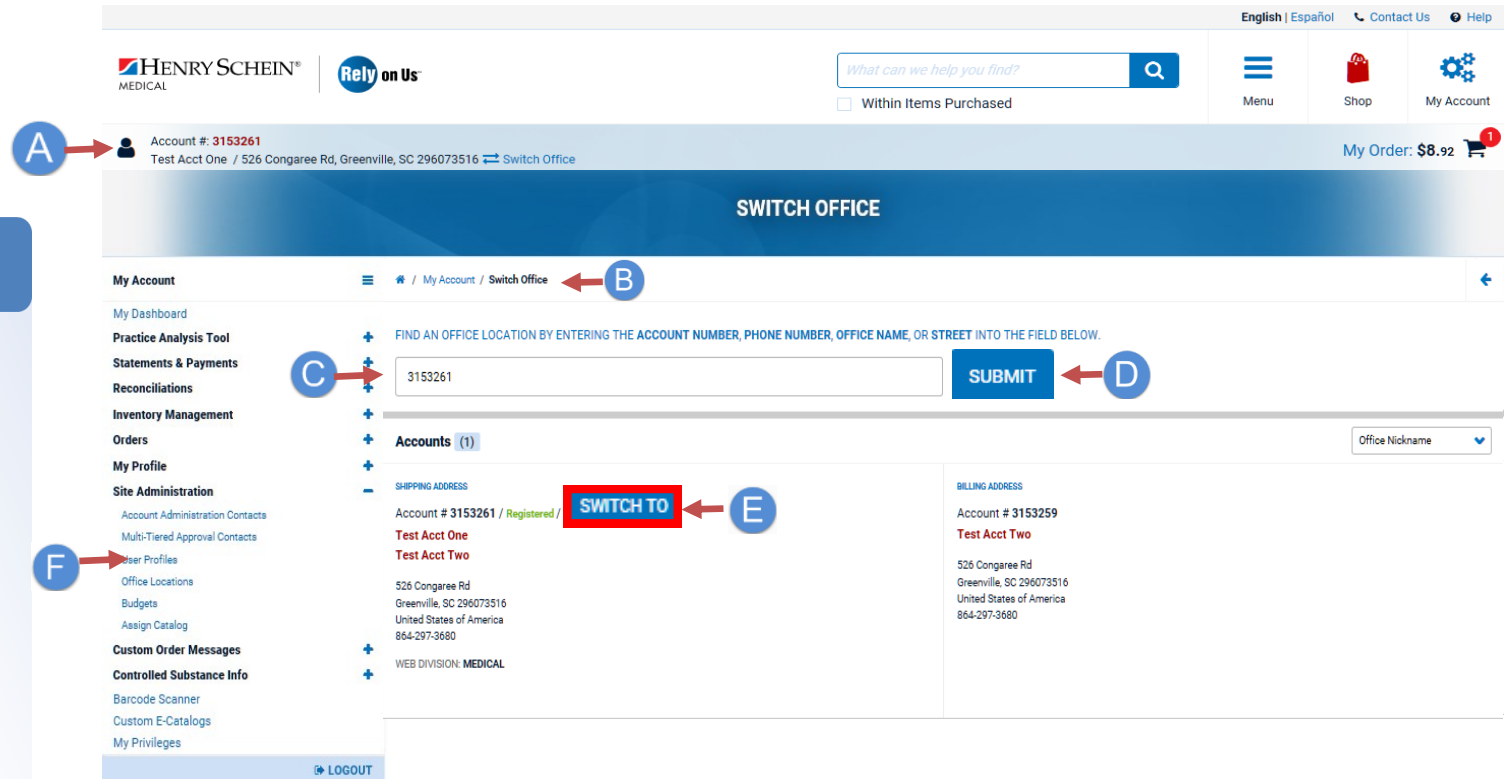 English | Español Contact Us Help
HENRY SCHEIN®
MEDICAL
Rely on Us™
What can we help you find?
Within Items Purchased
Menu
Shop
My Account
A
Account #: 3153261
Test Acct One / 526 Congaree Rd, Greenville, SC 296073516 Switch Office
My Order: $8.92
1
SWITCH OFFICE
My Account
/ My Account / Switch Office
B
My Dashboard
Practice Analysis Tool
Statements & Payments
Reconciliations
Inventory Management
Orders
My Profile
Site Administration
Account Administration Contacts
Multi-Tiered Approval Contacts
User Profiles
Office Locations
Budgets
Assign Catalog
Custom Order Messages
Controlled Substance Info
Barcode Scanner
Custom E-Catalogs
My Privileges
LOGOUT
F
FIND AN OFFICE LOCATION BY ENTERING THE ACCOUNT NUMBER, PHONE NUMBER, OFFICE NAME, OR STREET INTO THE FIELD BELOW.
C
3153261
SUBMIT
D
Accounts (1)
Office Nickname
SHIPPING ADDRESS
Account # 3153261 / Registered / SWITCH TO
E
Test Acct One
Test Acct Two
526 Congaree Rd
Greenville, SC 296073516
United States of America
864-297-3680
WEB DIVISION: MEDICAL
BILLING ADDRESS
Account # 3153259
Test Acct Two
526 Congaree Rd
Greenville, SC 296073516
United States of America
864-297-3680